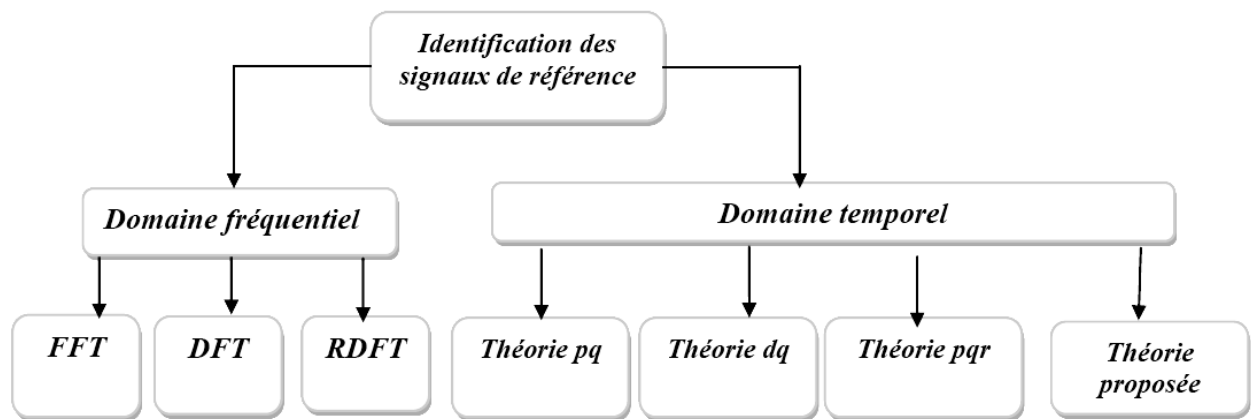 Identification des
signaux de référence
Domaine fréquentiel
Domaine temporel
FFT
DFT
RDFT
Théorie pq
Théorie dq
Théorie pqr
Théorie
proposée